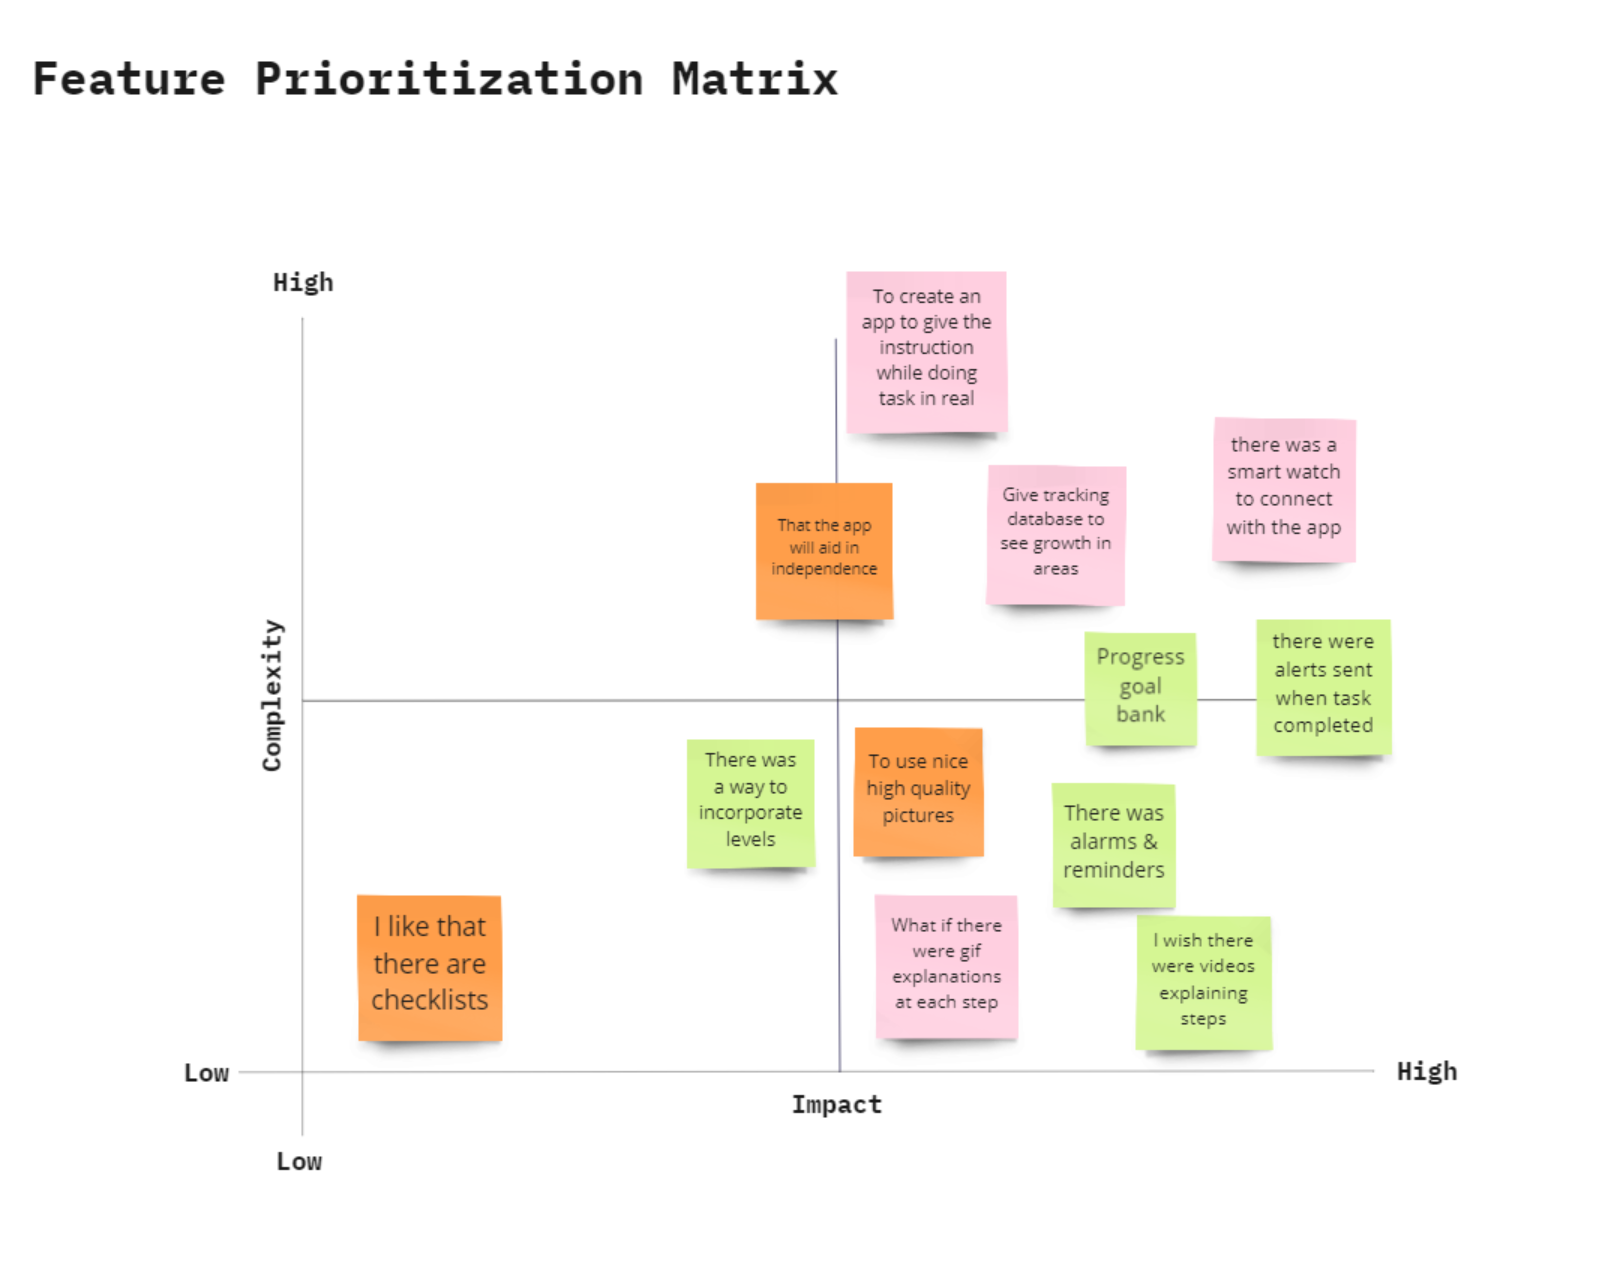 Feature Prioritization Matrix
High
To create an
app to give the
instruction
while doing
task in real
there was a
smart watch
to connect
with the app
Give tracking
database to
see growth in
areas
That the app
will aid in
independence
Complexity
Progress
goal
bank
there were
alerts sent
when task
completed
There was
a way to
incorporate
levels
To use nice
high quality
pictures
There was
alarms &
reminders
I like that
there are
checklists
What if there
were gif
explanations
at each step
I wish there
were videos
explaining
steps
Low
High
Impact
Low